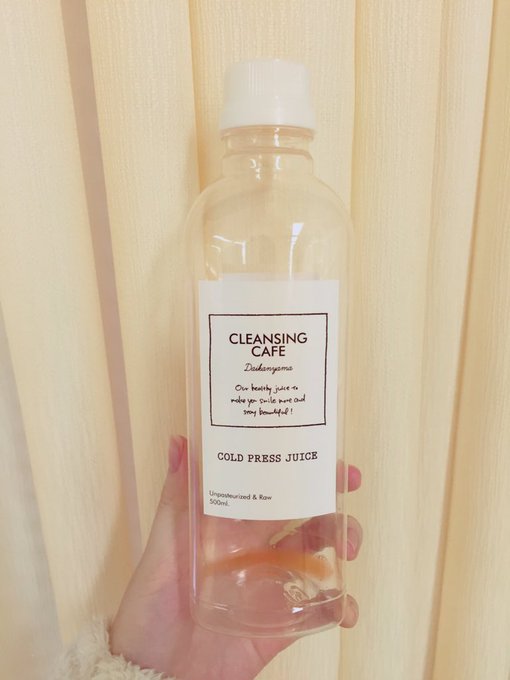 CLEANSING
CAFE
Daikanyama
Our healthy juice to
make you smile more and
stay beautiful!
COLD PRESS JUICE
Unpasteurized & Raw
500ml.